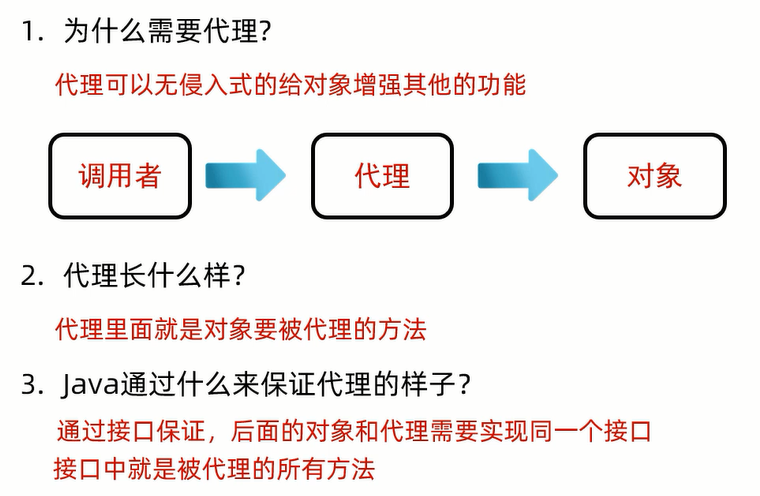 1. 为什么需要代理?
代理可以无侵入式的给对象增强其他的功能
调用者 代理 对象
2. 代理长什么样?
代理里面就是对象要被代理的方法
3. Java通过什么来保证代理的样子?
通过接口保证，后面的对象和代理需要实现同一个接口
接口中就是被代理的所有方法